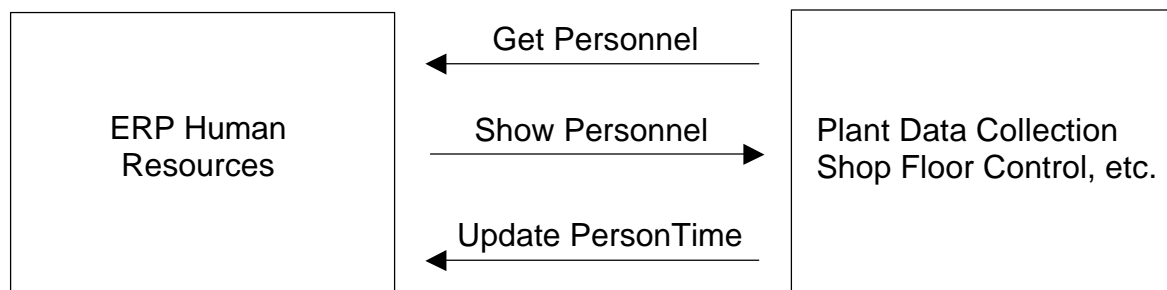 Get Personnel
ERP Human
Resources
Show Personnel
Plant Data Collection
Shop Floor Control, etc.
Update PersonTime